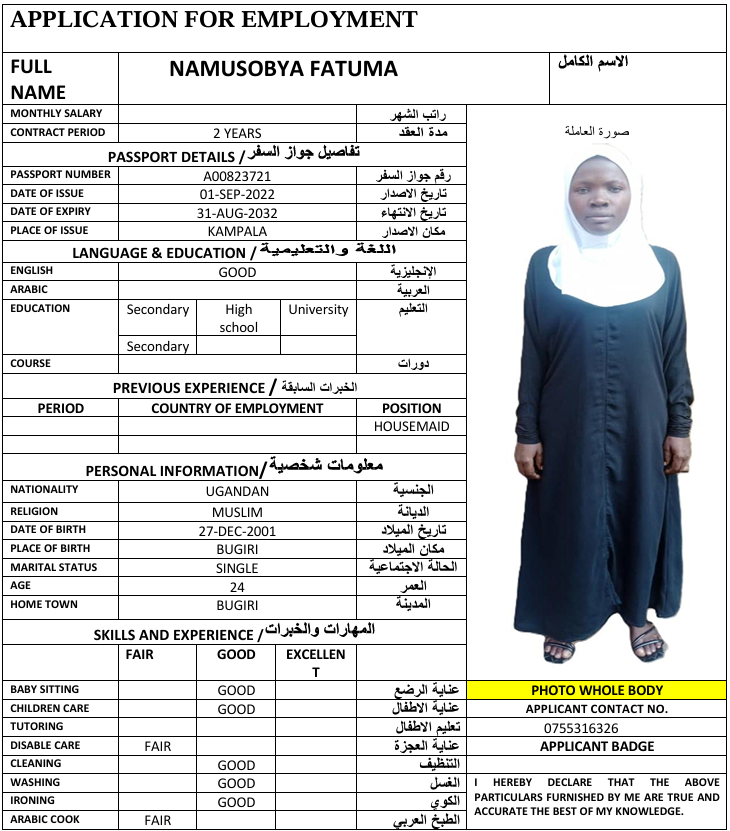 APPLICATION FOR EMPLOYMENT
FULL NAME
NAMUSOBYA FATUMA
الاسم الكامل
MONTHLY SALARY راتب الشهر
CONTRACT PERIOD 2 YEARS مدة العقد
صورة العاملة
PASSPORT DETAILS / تفاصيل جواز السفر
PASSPORT NUMBER A00823721 رقم جواز السفر
DATE OF ISSUE 01-SEP-2022 تاريخ الاصدار
DATE OF EXPIRY 31-AUG-2032 تاريخ الانتهاء
PLACE OF ISSUE KAMPALA مكان الاصدار
LANGUAGE & EDUCATION / اللغة والتعليمية
ENGLISH GOOD الإنجليزية
ARABIC العربية
EDUCATION Secondary High school University التعليم
Secondary
COURSE دورات
PREVIOUS EXPERIENCE / الخبرات السابقة
PERIOD COUNTRY OF EMPLOYMENT POSITION
HOUSEMAID
PERSONAL INFORMATION/ معلومات شخصية
NATIONALITY UGANDAN الجنسية
RELIGION MUSLIM الديانة
DATE OF BIRTH 27-DEC-2001 تاريخ الميلاد
PLACE OF BIRTH BUGIRI مكان الميلاد
MARITAL STATUS SINGLE الحالة الاجتماعية
AGE 24 العمر
HOME TOWN BUGIRI المدينة
SKILLS AND EXPERIENCE / المهارات والخبرات
FAIR GOOD EXCELLEN
T
BABY SITTING GOOD عناية الرضع
CHILDREN CARE GOOD عناية الاطفال
TUTORING تعليم الاطفال
DISABLE CARE FAIR عناية العجزة
CLEANING GOOD التنظيف
WASHING GOOD الغسل
IRONING GOOD الكوي
ARABIC COOK FAIR الطبخ العربي
PHOTO WHOLE BODY
APPLICANT CONTACT NO.
0755316326
APPLICANT BADGE
I HEREBY DECLARE THAT THE ABOVE
PARTICULARS FURNISHED BY ME ARE TRUE AND
ACCURATE THE BEST OF MY KNOWLEDGE.